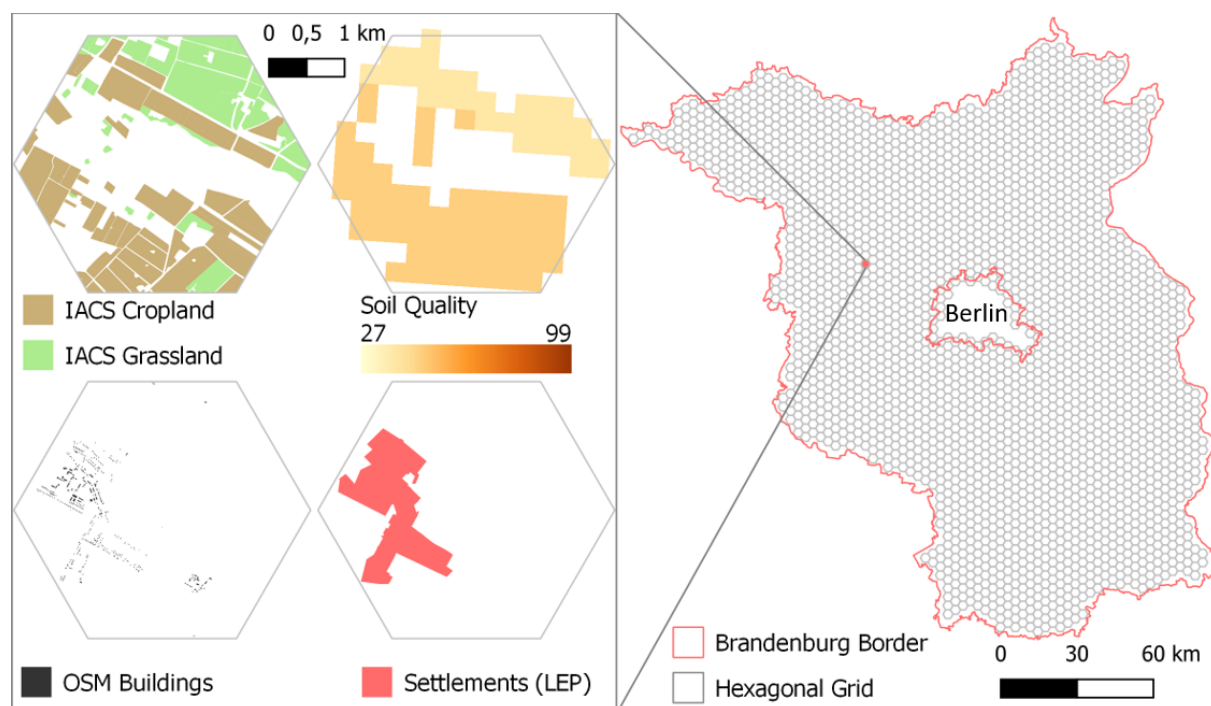 0 0,5 1 km
IACS Cropland
IACS Grassland
Soil Quality
27 99
OSM Buildings
Settlements (LEP)
Berlin
Brandenburg Border
Hexagonal Grid
0 30 60 km